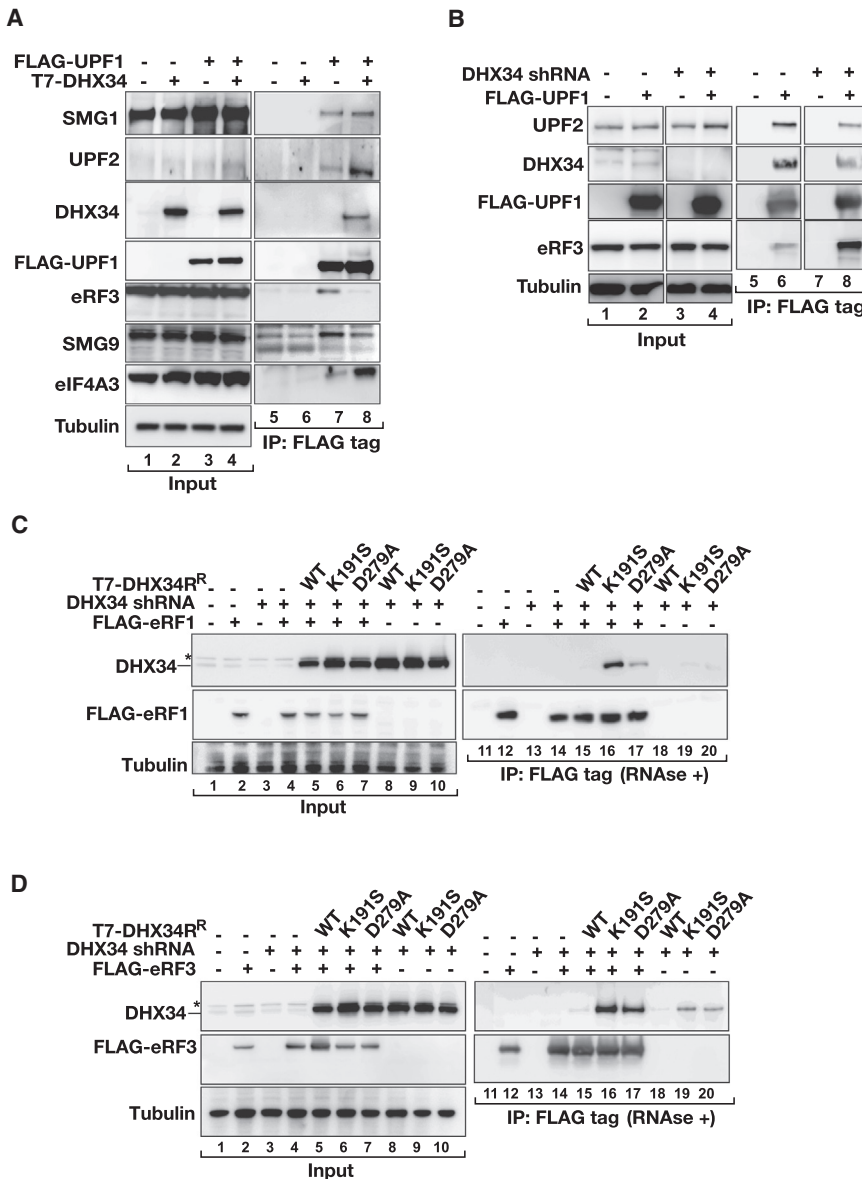 A
FLAG-UPF1 - - + + - - + +
T7-DHX34 - + - + - + - +
SMG1
UPF2
DHX34
FLAG-UPF1
eRF3
SMG9
eIF4A3
Tubulin
5 6 7 8
IP: FLAG tag
1 2 3 4
Input
B
DHX34 shRNA - - + + - - + +
FLAG-UPF1 - + - + - + - +
UPF2
DHX34
FLAG-UPF1
eRF3
Tubulin
5 6 7 8
IP: FLAG tag
1 2 3 4
Input
C
T7-DHX34Rᴿ - - - - WT K191S D279A WT K191S D279A - - - - WT K191S D279A WT K191S D279A
DHX34 shRNA - - + + + + + + + + - - + + + + + + + +
FLAG-eRF1 - + - + + + + - - - - + - + + + + - - -
*
DHX34
FLAG-eRF1
Tubulin
11 12 13 14 15 16 17 18 19 20
IP: FLAG tag (RNAse +)
1 2 3 4 5 6 7 8 9 10
Input
D
T7-DHX34Rᴿ - - - - WT K191S D279A WT K191S D279A - - - - WT K191S D279A WT K191S D279A
DHX34 shRNA - - + + + + + + + + - - + + + + + + + +
FLAG-eRF3 - + - + + + + - - - - + - + + + + - - -
*
DHX34
FLAG-eRF3
Tubulin
11 12 13 14 15 16 17 18 19 20
IP: FLAG tag (RNAse +)
1 2 3 4 5 6 7 8 9 10
Input